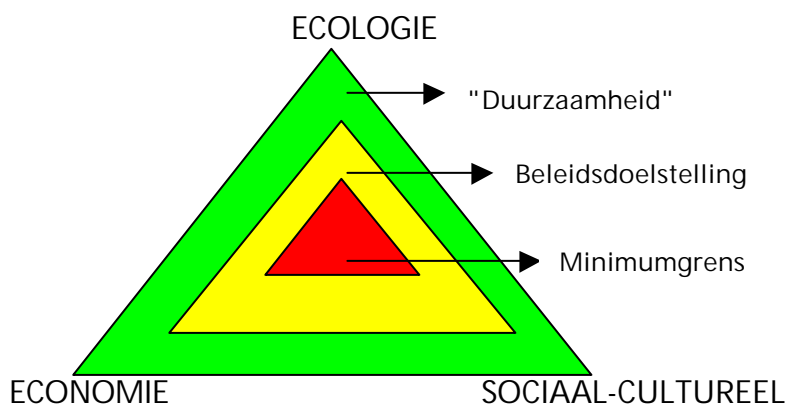 ECOLOGIE
"Duurzaamheid"
Beleidsdoelstelling
Minimumgrens
ECONOMIE
SOCIAAL-CULTUREEL